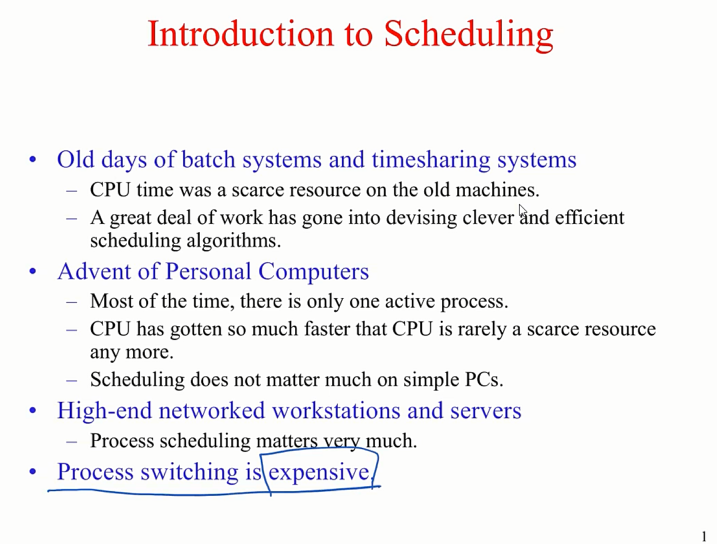 Introduction to Scheduling
• Old days of batch systems and timesharing systems
– CPU time was a scarce resource on the old machines.
– A great deal of work has gone into devising clever and efficient
scheduling algorithms.
• Advent of Personal Computers
– Most of the time, there is only one active process.
– CPU has gotten so much faster that CPU is rarely a scarce resource
any more.
– Scheduling does not matter much on simple PCs.
• High-end networked workstations and servers
– Process scheduling matters very much.
• Process switching is expensive.
1